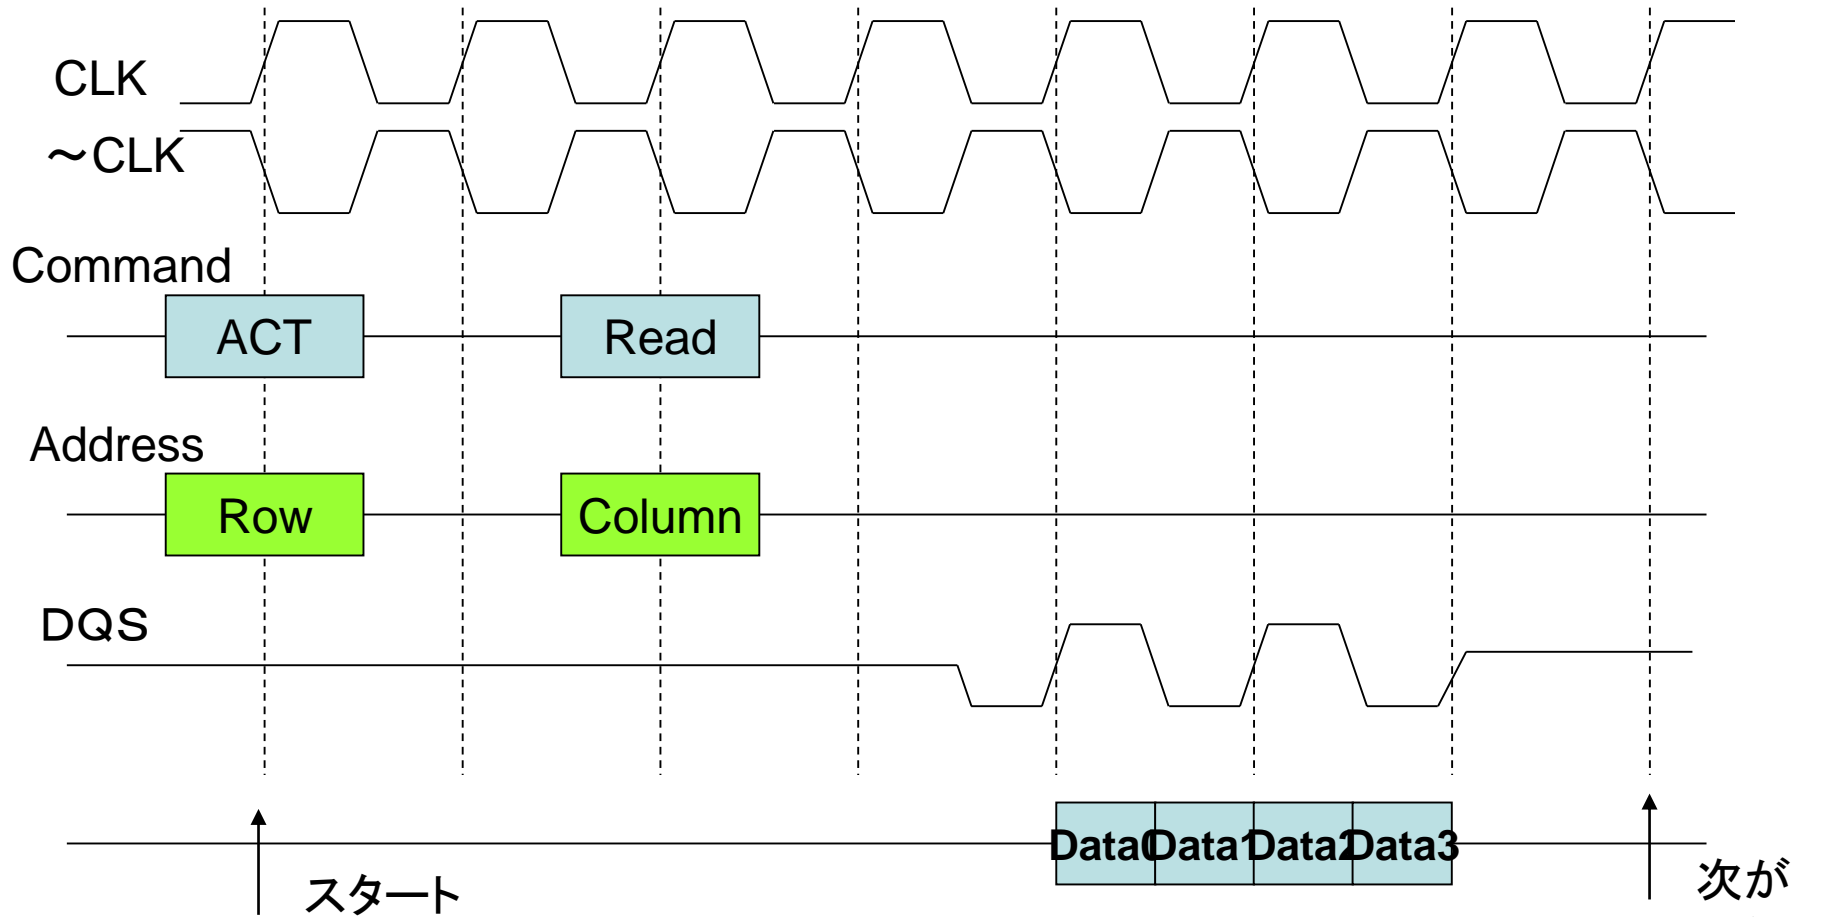 CLK
～CLK
Command
ACT
Read
Address
Row
Column
DQS
Data0
Data1
Data2
Data3
スタート
次が